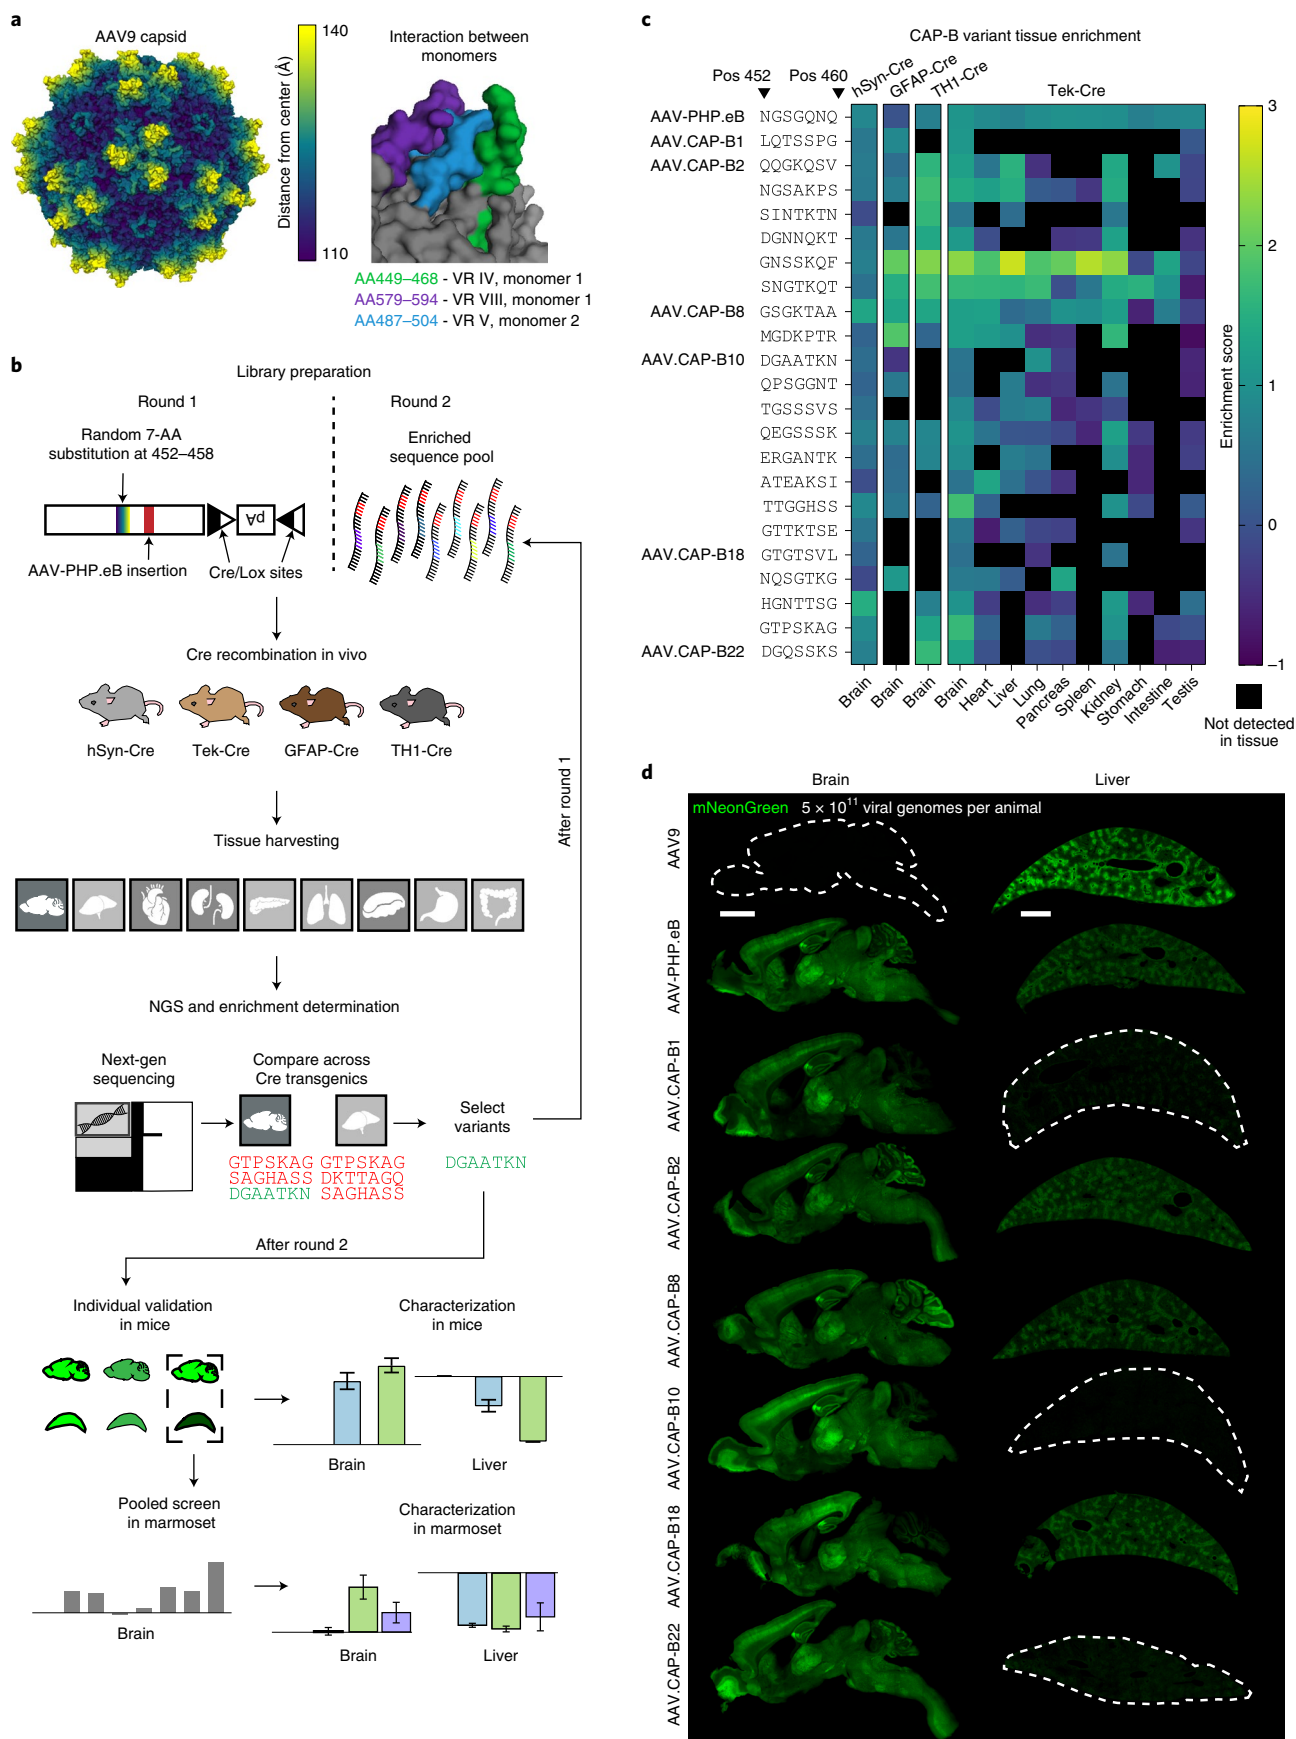 a
AAV9 capsid
140
Distance from center (Å)
110
Interaction between
monomers
AA449–468 - VR IV, monomer 1
AA579–594 - VR VIII, monomer 1
AA487–504 - VR V, monomer 2
b
Library preparation
Round 1
Round 2
Random 7-AA
substitution at 452–458
Enriched
sequence pool
pA
AAV-PHP.eB insertion
Cre/Lox sites
Cre recombination in vivo
hSyn-Cre
Tek-Cre
GFAP-Cre
TH1-Cre
After round 1
Tissue harvesting
NGS and enrichment determination
Next-gen
sequencing
Compare across
Cre transgenics
Select
variants
GTPSKAG GTPSKAG
SAGHASS DKTTAGQ
DGAATKN SAGHASS
DGAATKN
After round 2
Individual validation
in mice
Characterization
in mice
Brain
Liver
Pooled screen
in marmoset
Characterization
in marmoset
Brain
Brain
Liver
c
CAP-B variant tissue enrichment
Pos 452
Pos 460
hSyn-Cre
GFAP-Cre
TH1-Cre
Tek-Cre
AAV-PHP.eB NGSGQNQ
AAV.CAP-B1 LQTSSPG
AAV.CAP-B2 QQGKQSV
NGSAKPS
SINTKTN
DGNNQKT
GNSSKQF
SNGTKQT
AAV.CAP-B8 GSGKTAA
MGDKPTR
AAV.CAP-B10 DGAATKN
QPSGGNT
TGSSSVS
QEGSSSK
ERGANTK
ATEAKSI
TTGGHSS
GTTKTSE
AAV.CAP-B18 GTGTSVL
NQSGTKG
HGNTTSG
GTPSKAG
AAV.CAP-B22 DGQSSKS
Brain
Brain
Brain
Brain
Heart
Liver
Lung
Pancreas
Spleen
Kidney
Stomach
Intestine
Testis
3
2
1
0
–1
Enrichment score
Not detected
in tissue
d
Brain
Liver
mNeonGreen 5 × 10¹¹ viral genomes per animal
AAV9
AAV-PHP.eB
AAV.CAP-B1
AAV.CAP-B2
AAV.CAP-B8
AAV.CAP-B10
AAV.CAP-B18
AAV.CAP-B22